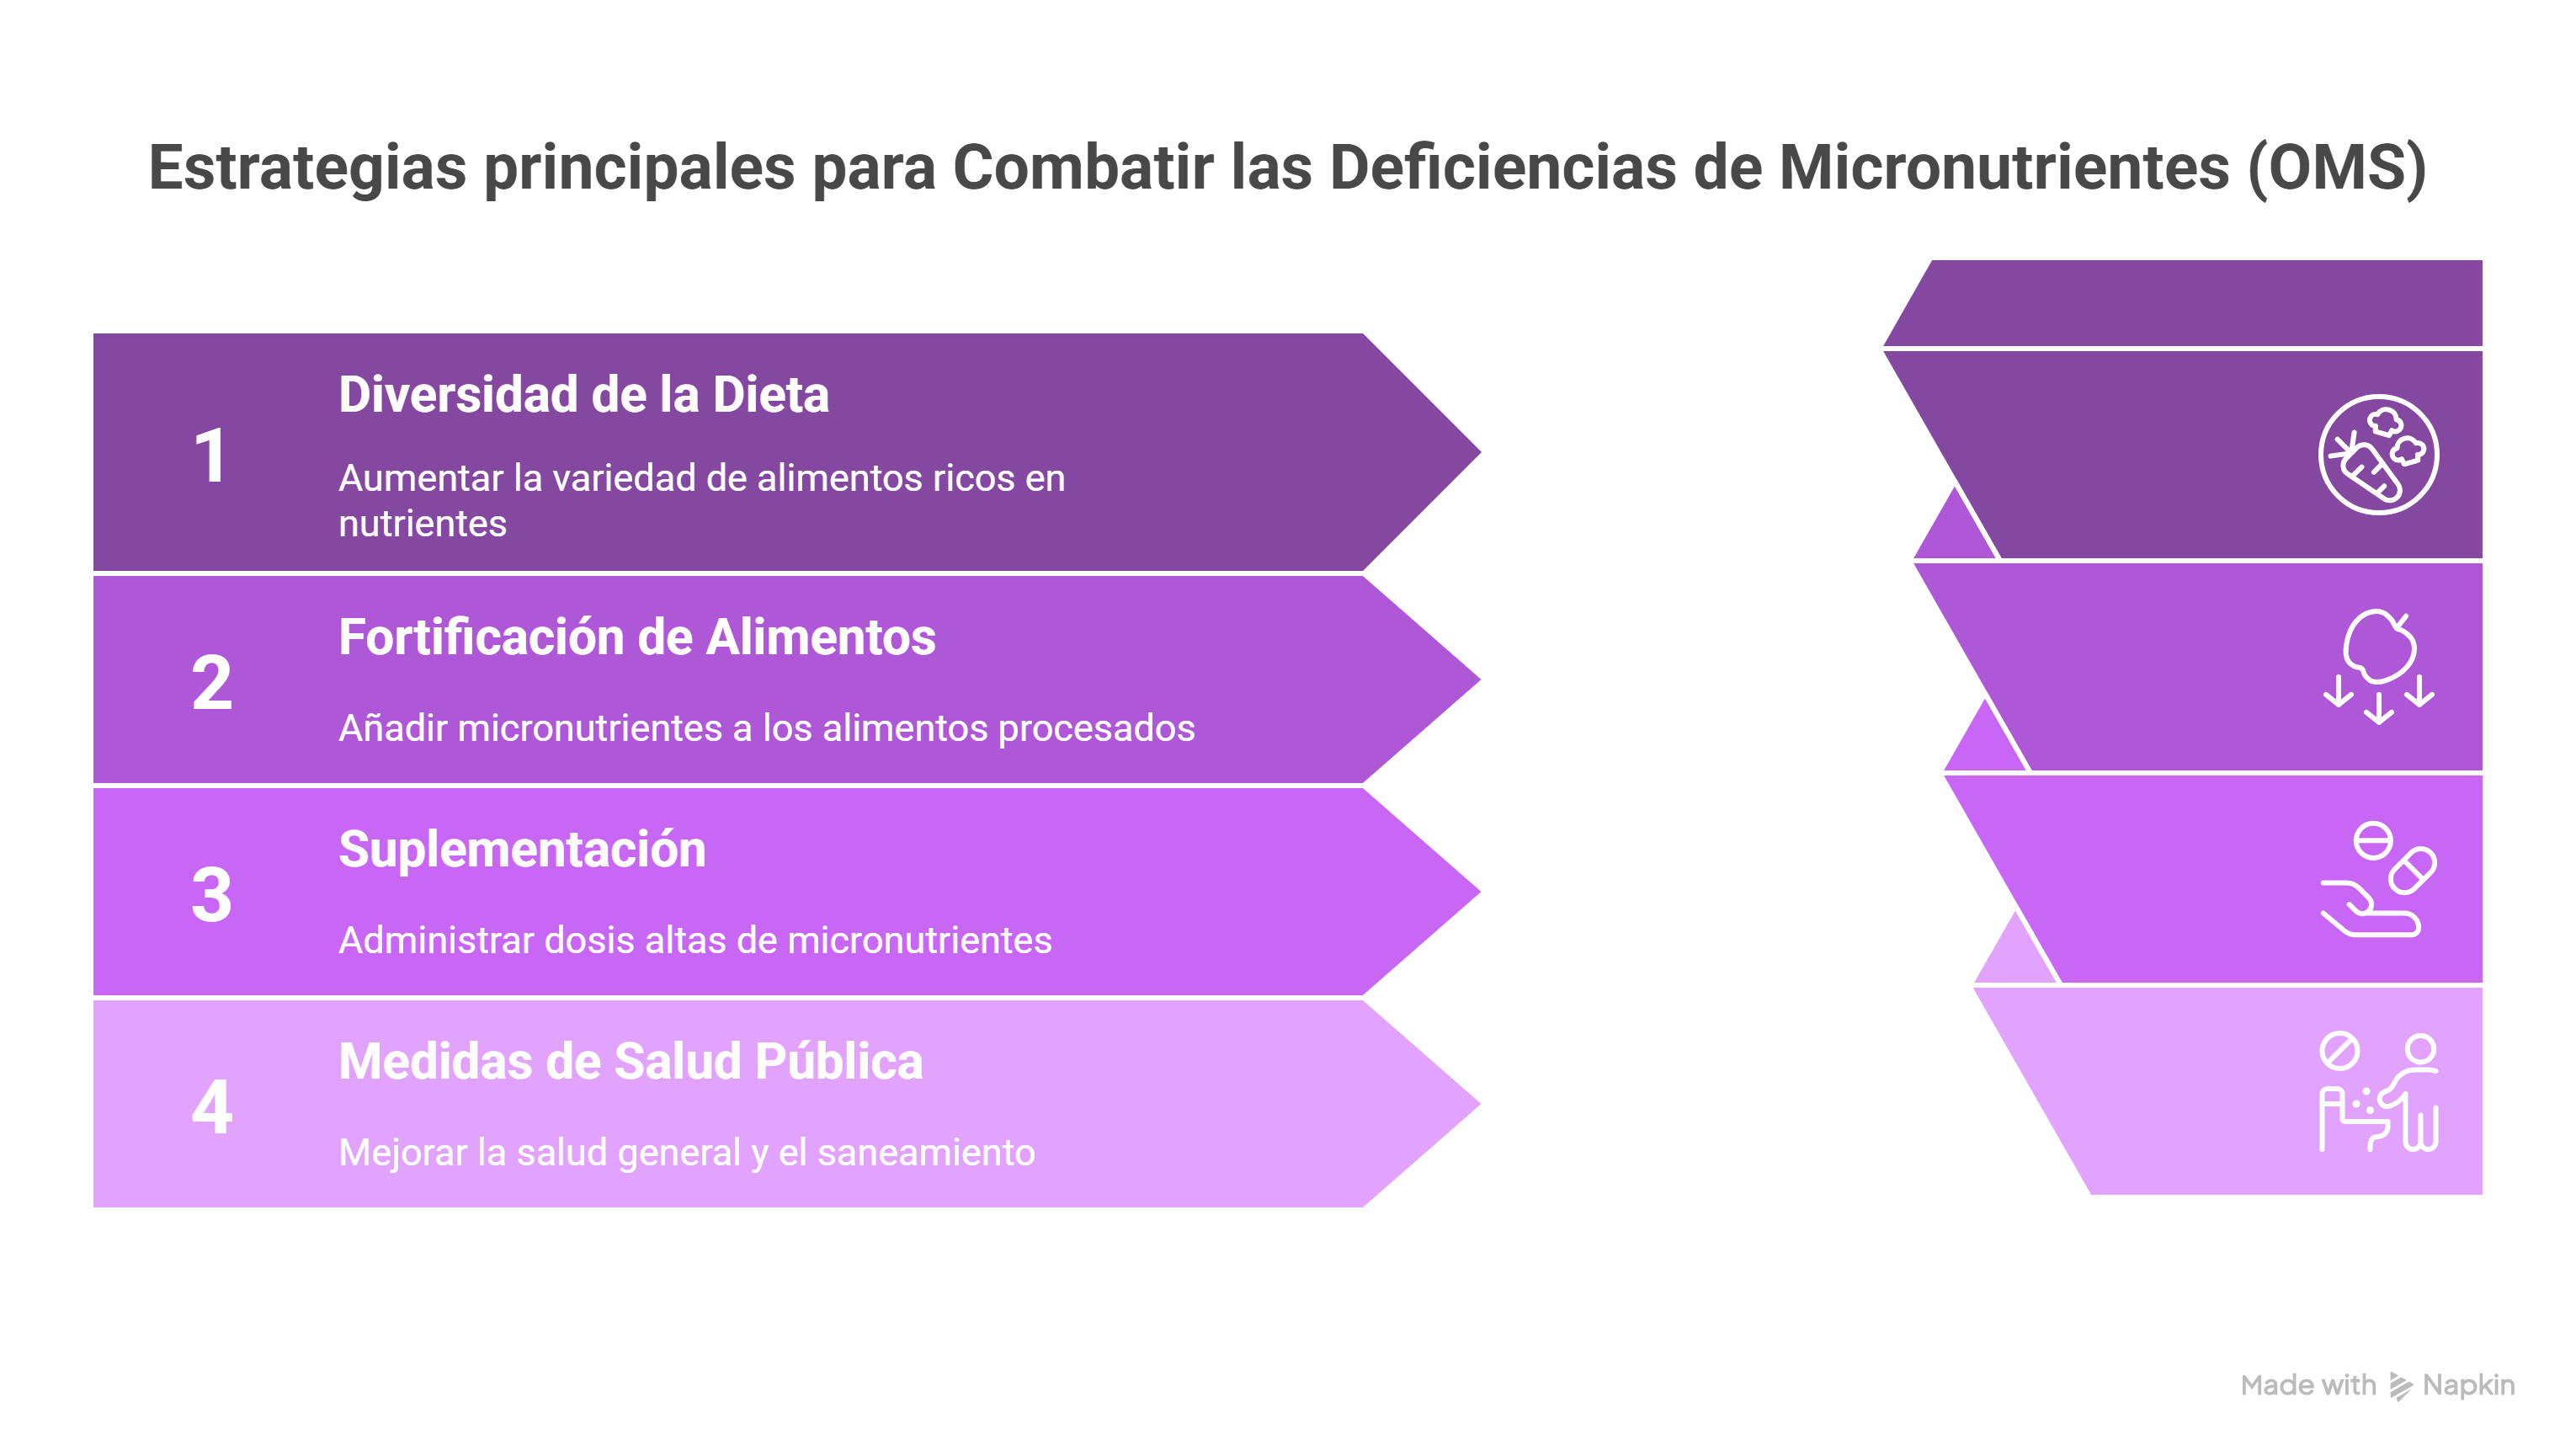 Estrategias principales para Combatir las Deficiencias de Micronutrientes (OMS)
1
Diversidad de la Dieta
Aumentar la variedad de alimentos ricos en
nutrientes
2
Fortificación de Alimentos
Añadir micronutrientes a los alimentos procesados
3
Suplementación
Administrar dosis altas de micronutrientes
4
Medidas de Salud Pública
Mejorar la salud general y el saneamiento
Made with Napkin